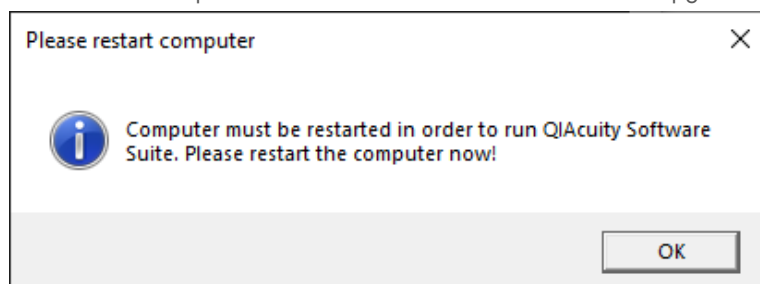 Please restart computer
Computer must be restarted in order to run QIAcuity Software
Suite. Please restart the computer now!
OK